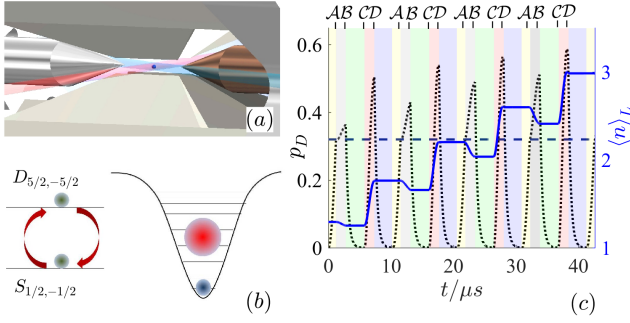 (a)
D5/2,−5/2
S1/2,−1/2
(b)
AB CD AB CD AB CD AB CD
0.6
0.4
0.2
0
pD
3
2
1
⟨n⟩L
0 10 20 30 40
t/μs
(c)